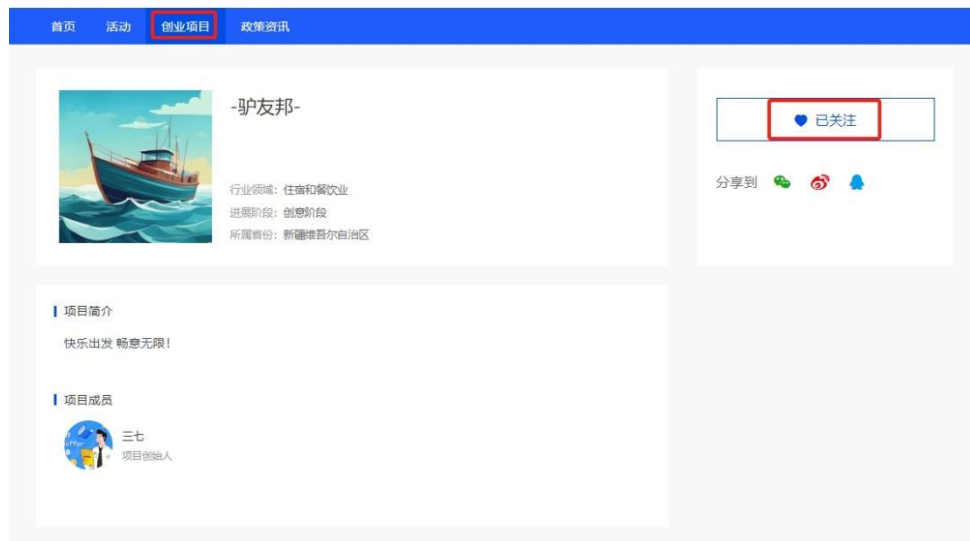 首页 活动 创业项目 政策资讯
-驴友邦-
行业领域：住宿和餐饮业
进展阶段：创意阶段
所属省份：新疆维吾尔自治区
已关注
分享到
项目简介
快乐出发 畅意无限！
项目成员
三七
项目创始人